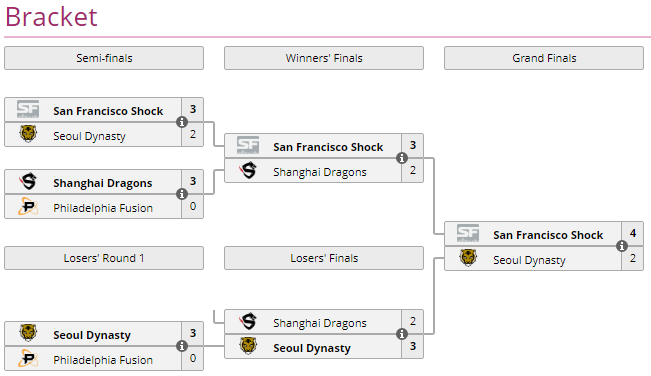 Bracket
Semi-finals
Winners' Finals
Grand Finals
San Francisco Shock 3
Seoul Dynasty 2
Shanghai Dragons 3
Philadelphia Fusion 0
San Francisco Shock 3
Shanghai Dragons 2
San Francisco Shock 4
Seoul Dynasty 2
Losers' Round 1
Losers' Finals
Seoul Dynasty 3
Philadelphia Fusion 0
Shanghai Dragons 2
Seoul Dynasty 3